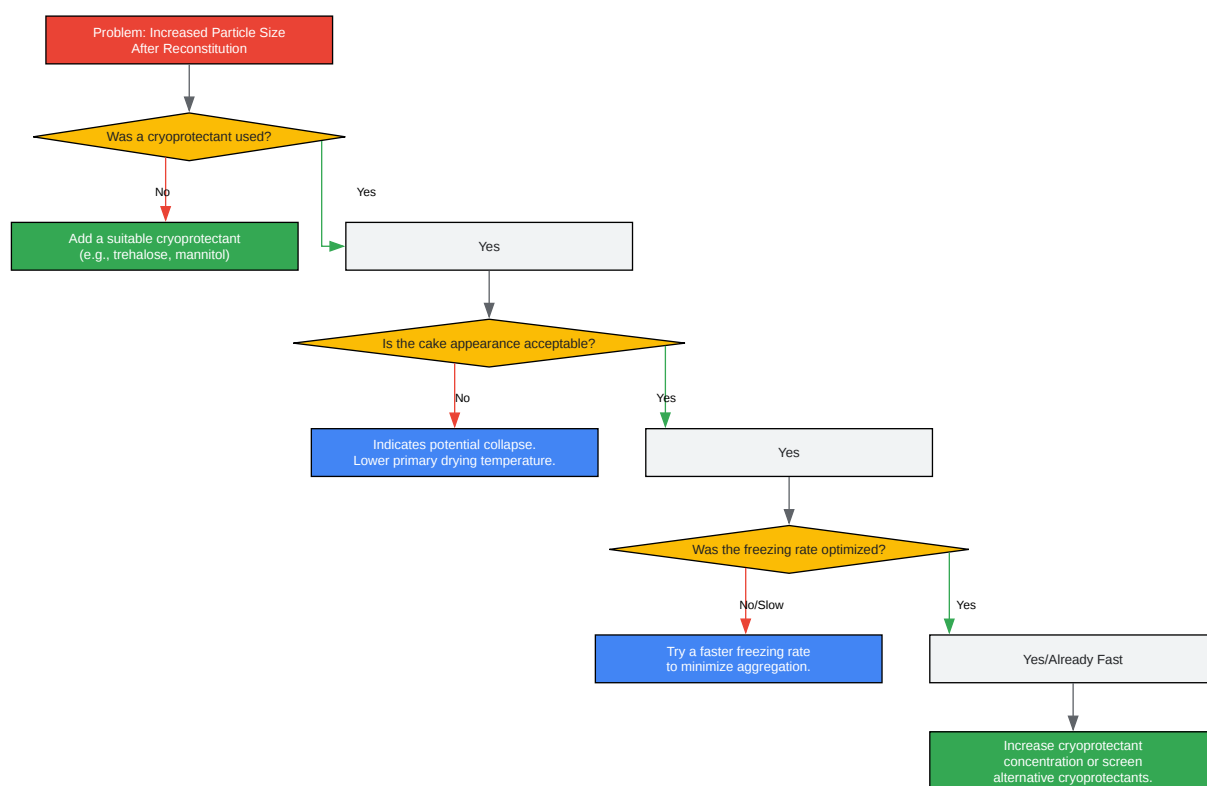 Problem: Increased Particle Size
After Reconstitution
Was a cryoprotectant used?
No
Yes
Add a suitable cryoprotectant
(e.g., trehalose, mannitol)
Yes
Is the cake appearance acceptable?
No
Yes
Indicates potential collapse.
Lower primary drying temperature.
Yes
Was the freezing rate optimized?
No/Slow
Yes
Try a faster freezing rate
to minimize aggregation.
Yes/Already Fast
Increase cryoprotectant
concentration or screen
alternative cryoprotectants.